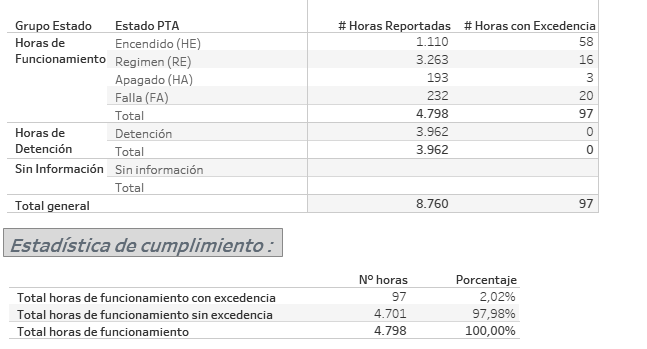 Grupo Estado Estado PTA # Horas Reportadas # Horas con Excedencia
Horas de Funcionamiento Encendido (HE) 1.110 58
Regimen (RE) 3.263 16
Apagado (HA) 193 3
Falla (FA) 232 20
Total 4.798 97
Horas de Detención Detención 3.962 0
Total 3.962 0
Sin Información Sin información
Total
Total general 8.760 97
Estadística de cumplimiento :
Nº horas Porcentaje
Total horas de funcionamiento con excedencia 97 2,02%
Total horas de funcionamiento sin excedencia 4.701 97,98%
Total horas de funcionamiento 4.798 100,00%